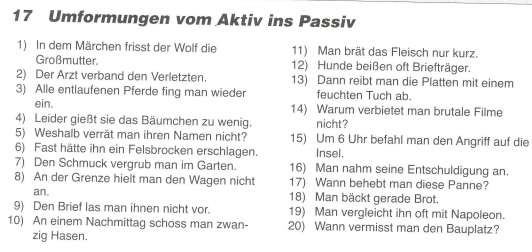 17 Umformungen vom Aktiv ins Passiv
1) In dem Märchen frisst der Wolf die
Großmutter.
2) Der Arzt verband den Verletzten.
3) Alle entlaufenen Pferde fing man wieder
ein.
4) Leider gießt sie das Bäumchen zu wenig.
5) Weshalb verrät man ihren Namen nicht?
6) Fast hätte ihn ein Felsbrocken erschlagen.
7) Den Schmuck vergrub man im Garten.
8) An der Grenze hielt man den Wagen nicht
an.
9) Den Brief las man ihnen nicht vor.
10) An einem Nachmittag schoss man zwan-
zig Hasen.
11) Man brät das Fleisch nur kurz.
12) Hunde beißen oft Briefträger.
13) Dann reibt man die Platten mit einem
feuchten Tuch ab.
14) Warum verbietet man brutale Filme
nicht?
15) Um 6 Uhr befahl man den Angriff auf die
Insel.
16) Man nahm seine Entschuldigung an.
17) Wann behebt man diese Panne?
18) Man bäckt gerade Brot.
19) Man vergleicht ihn oft mit Napoleon.
20) Wann vermisst man den Bauplatz?